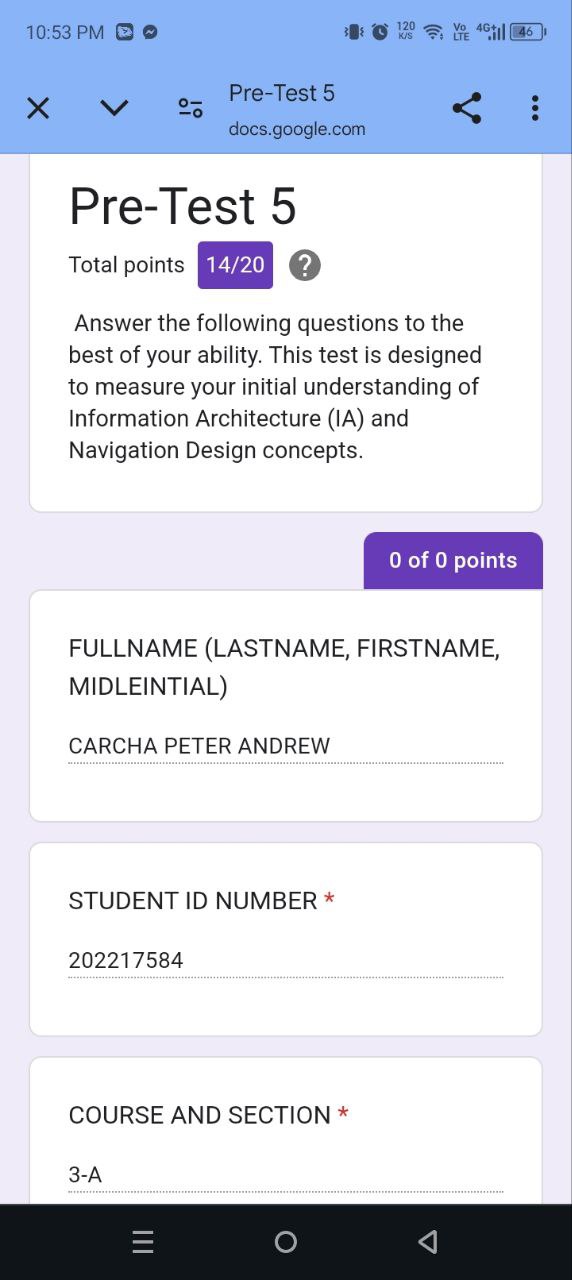 10:53 PM
120 K/S
Vo LTE
4G+
46
Pre-Test 5
docs.google.com
Pre-Test 5
Total points 14/20 ?
Answer the following questions to the
best of your ability. This test is designed
to measure your initial understanding of
Information Architecture (IA) and
Navigation Design concepts.
0 of 0 points
FULLNAME (LASTNAME, FIRSTNAME,
MIDLEINTIAL)
CARCHA PETER ANDREW
STUDENT ID NUMBER *
202217584
COURSE AND SECTION *
3-A